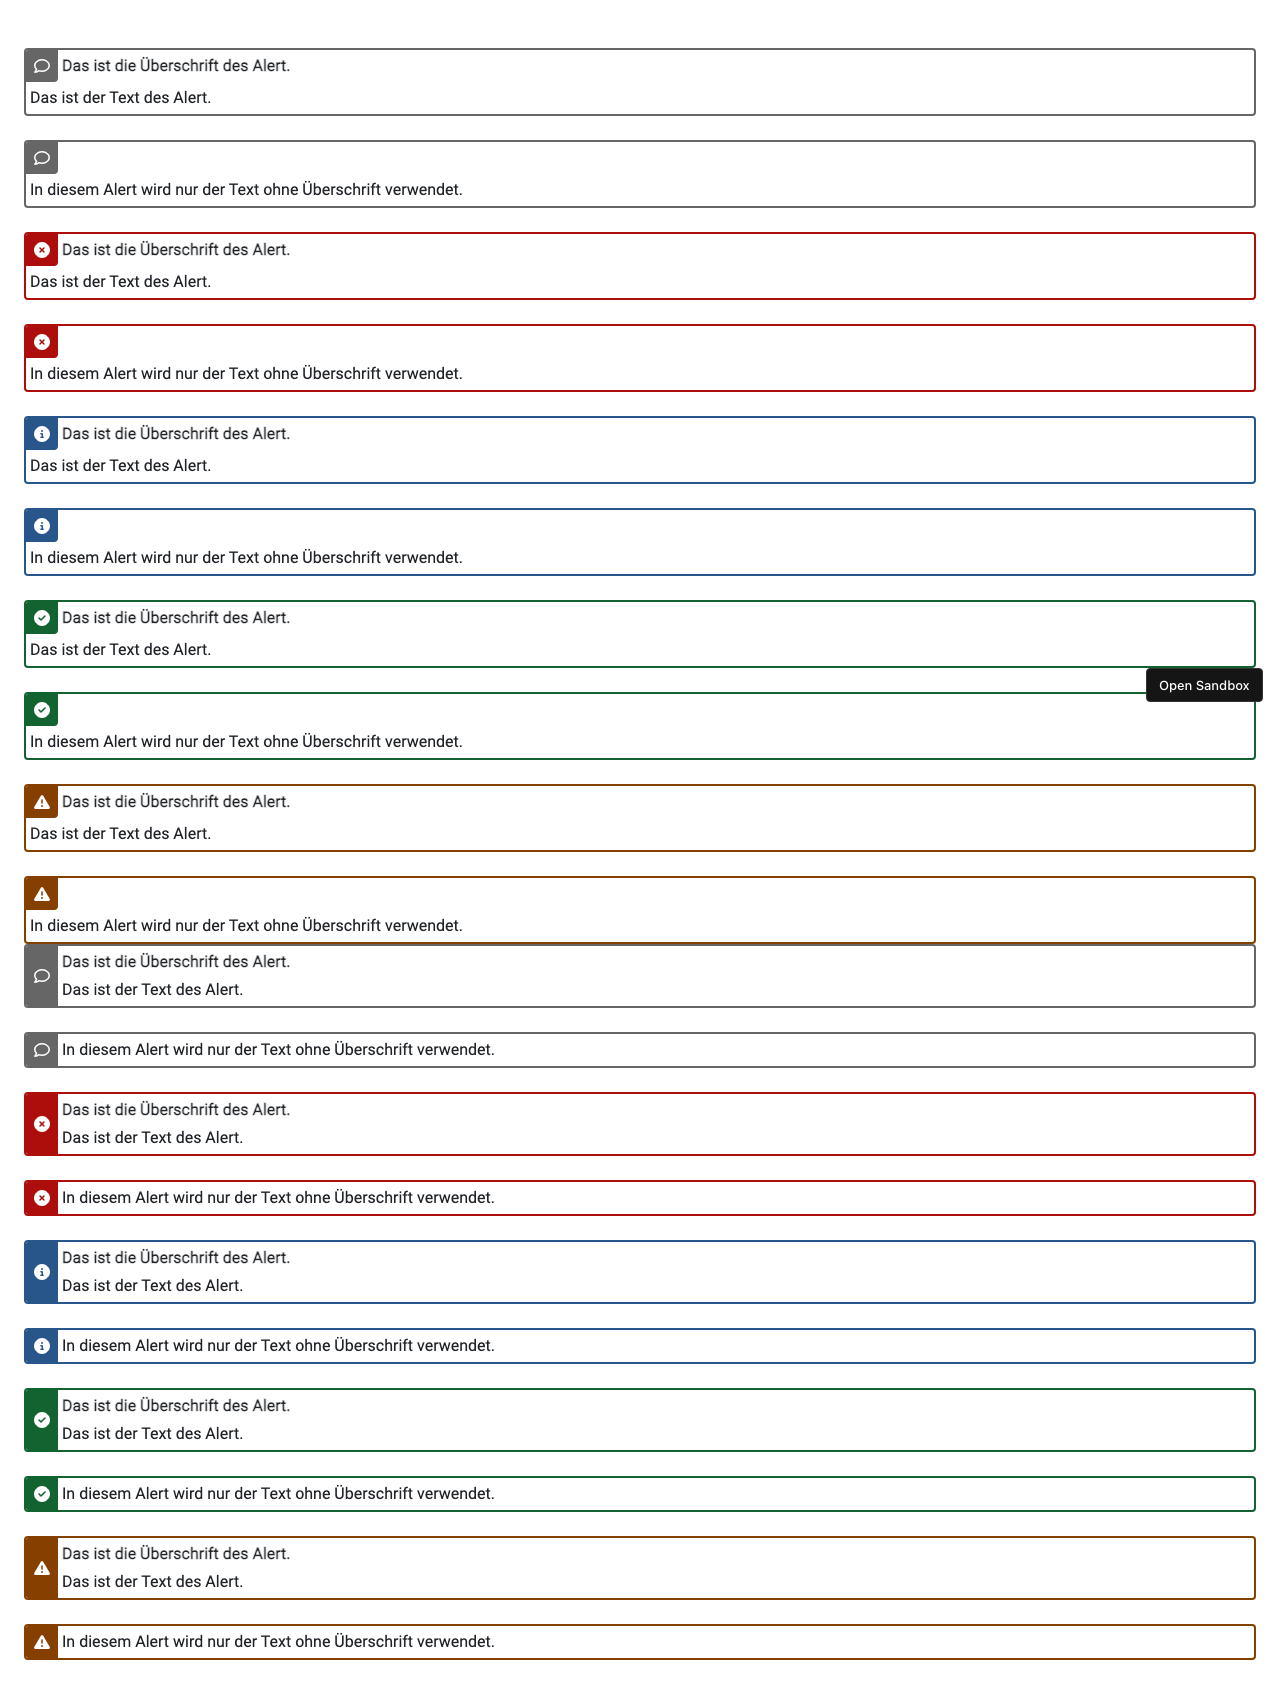 Das ist die Überschrift des Alert.
Das ist der Text des Alert.
In diesem Alert wird nur der Text ohne Überschrift verwendet.
Das ist die Überschrift des Alert.
Das ist der Text des Alert.
In diesem Alert wird nur der Text ohne Überschrift verwendet.
Das ist die Überschrift des Alert.
Das ist der Text des Alert.
In diesem Alert wird nur der Text ohne Überschrift verwendet.
Das ist die Überschrift des Alert.
Das ist der Text des Alert.
Open Sandbox
In diesem Alert wird nur der Text ohne Überschrift verwendet.
Das ist die Überschrift des Alert.
Das ist der Text des Alert.
In diesem Alert wird nur der Text ohne Überschrift verwendet.
Das ist die Überschrift des Alert.
Das ist der Text des Alert.
In diesem Alert wird nur der Text ohne Überschrift verwendet.
Das ist die Überschrift des Alert.
Das ist der Text des Alert.
In diesem Alert wird nur der Text ohne Überschrift verwendet.
Das ist die Überschrift des Alert.
Das ist der Text des Alert.
In diesem Alert wird nur der Text ohne Überschrift verwendet.
Das ist die Überschrift des Alert.
Das ist der Text des Alert.
In diesem Alert wird nur der Text ohne Überschrift verwendet.
Das ist die Überschrift des Alert.
Das ist der Text des Alert.
In diesem Alert wird nur der Text ohne Überschrift verwendet.